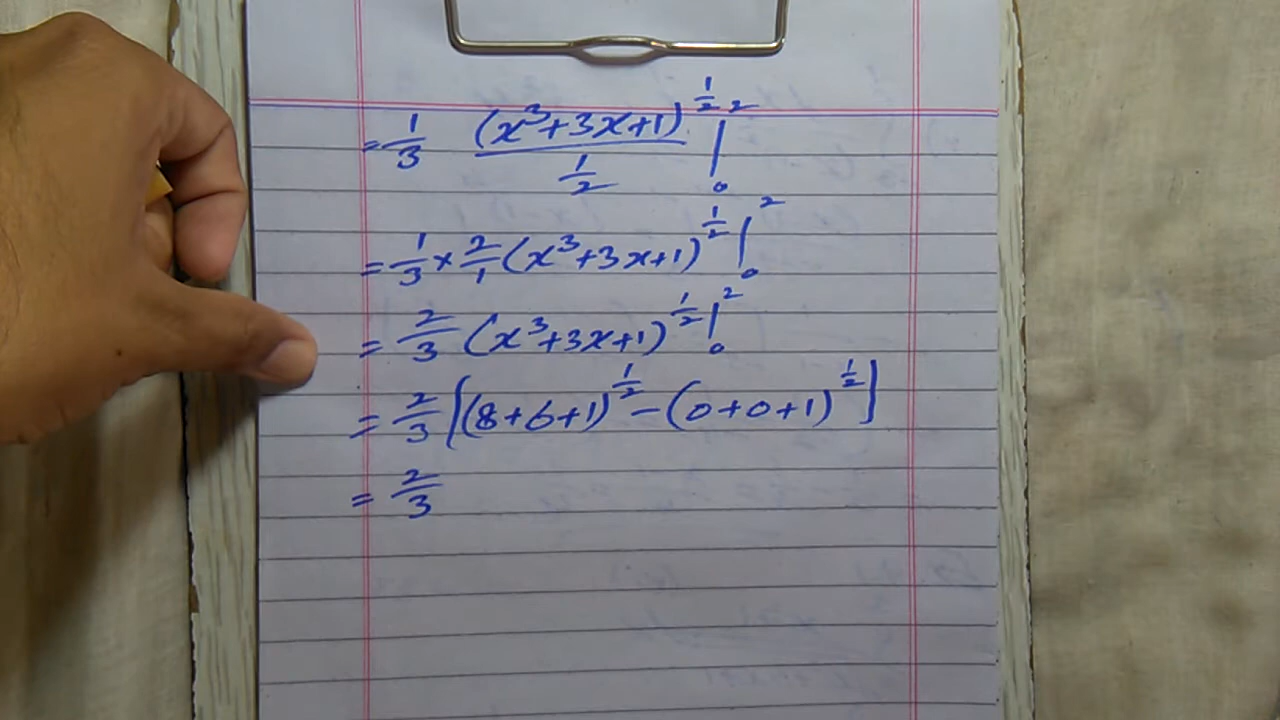 = 1/3 (x³+3x+1)^(1/2) / (1/2) |₀²
= 1/3 × 2/1 (x³+3x+1)^(1/2) |₀²
= 2/3 (x³+3x+1)^(1/2) |₀²
= 2/3 [(8+6+1)^(1/2) - (0+0+1)^(1/2)]
= 2/3